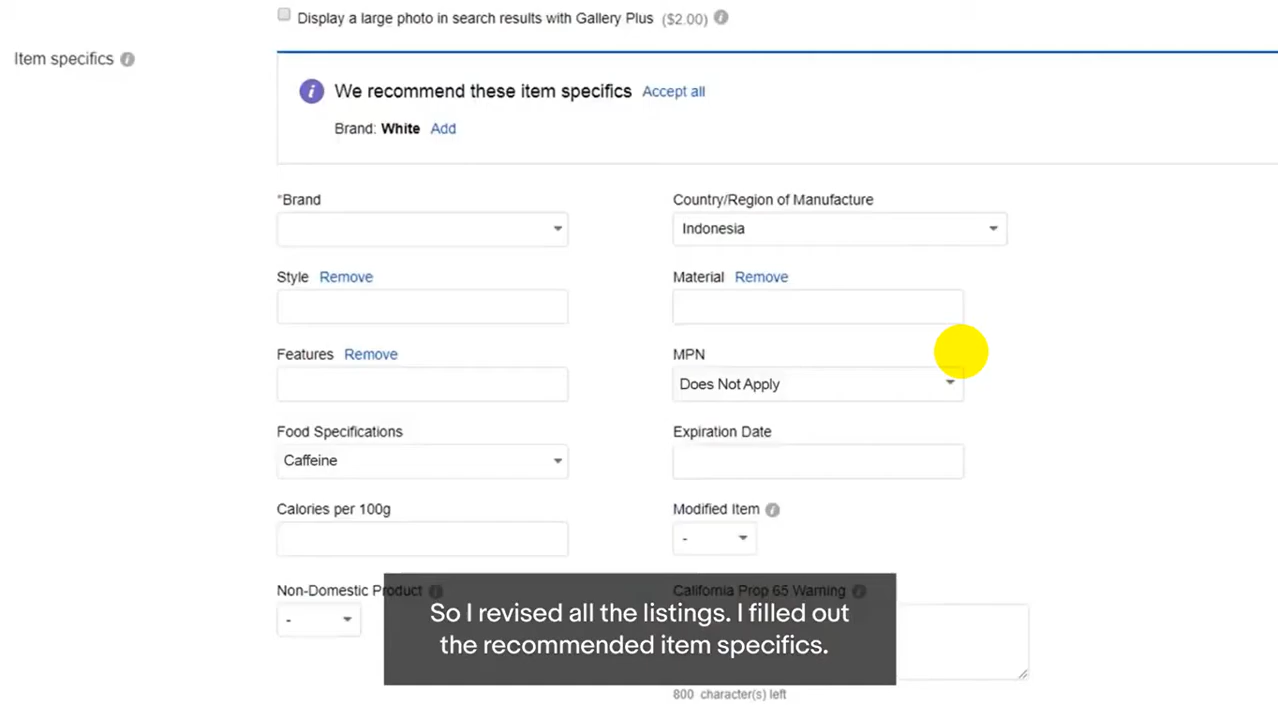 Display a large photo in search results with Gallery Plus ($2.00)
Item specifics
We recommend these item specifics Accept all
Brand: White Add
*Brand
Country/Region of Manufacture
Indonesia
Style Remove
Material Remove
Features Remove
MPN
Does Not Apply
Food Specifications
Caffeine
Expiration Date
Calories per 100g
Modified Item
-
Non-Domestic Product
-
California Prop 65 Warning
So I revised all the listings. I filled out
the recommended item specifics.
800 character(s) left